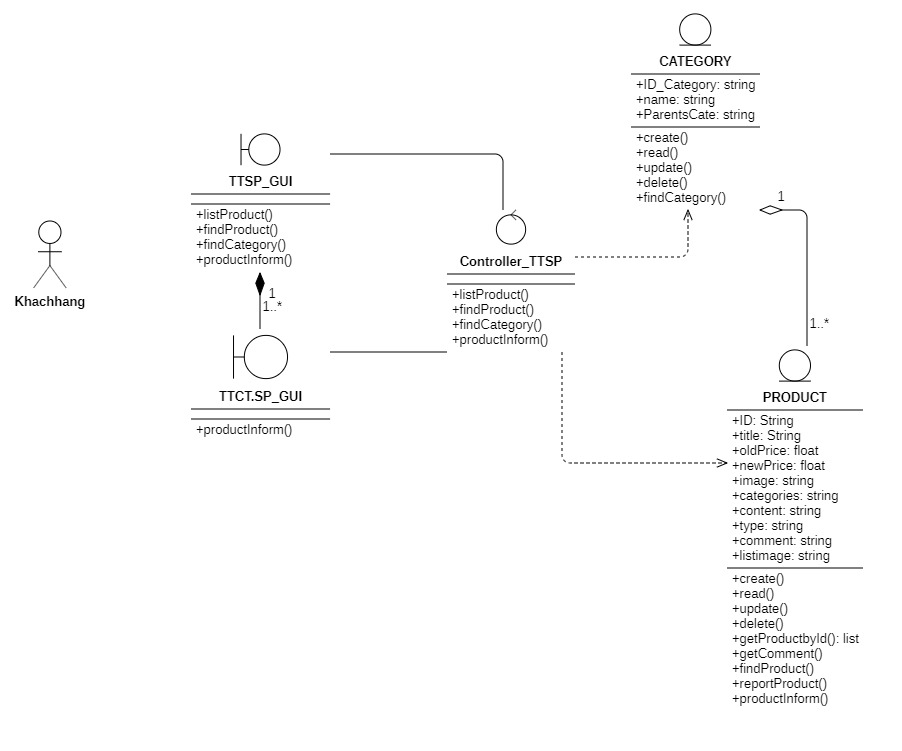 CATEGORY
+ID_Category: string
+name: string
+ParentsCate: string
+create()
+read()
+update()
+delete()
+findCategory()
TTSP_GUI
+listProduct()
+findProduct()
+findCategory()
+productInform()
1
1..*
Khachhang
TTCT.SP_GUI
+productInform()
Controller_TTSP
+listProduct()
+findProduct()
+findCategory()
+productInform()
1
1..*
PRODUCT
+ID: String
+title: String
+oldPrice: float
+newPrice: float
+image: string
+categories: string
+content: string
+type: string
+comment: string
+listimage: string
+create()
+read()
+update()
+delete()
+getProductbyId(): list
+getComment()
+findProduct()
+reportProduct()
+productInform()